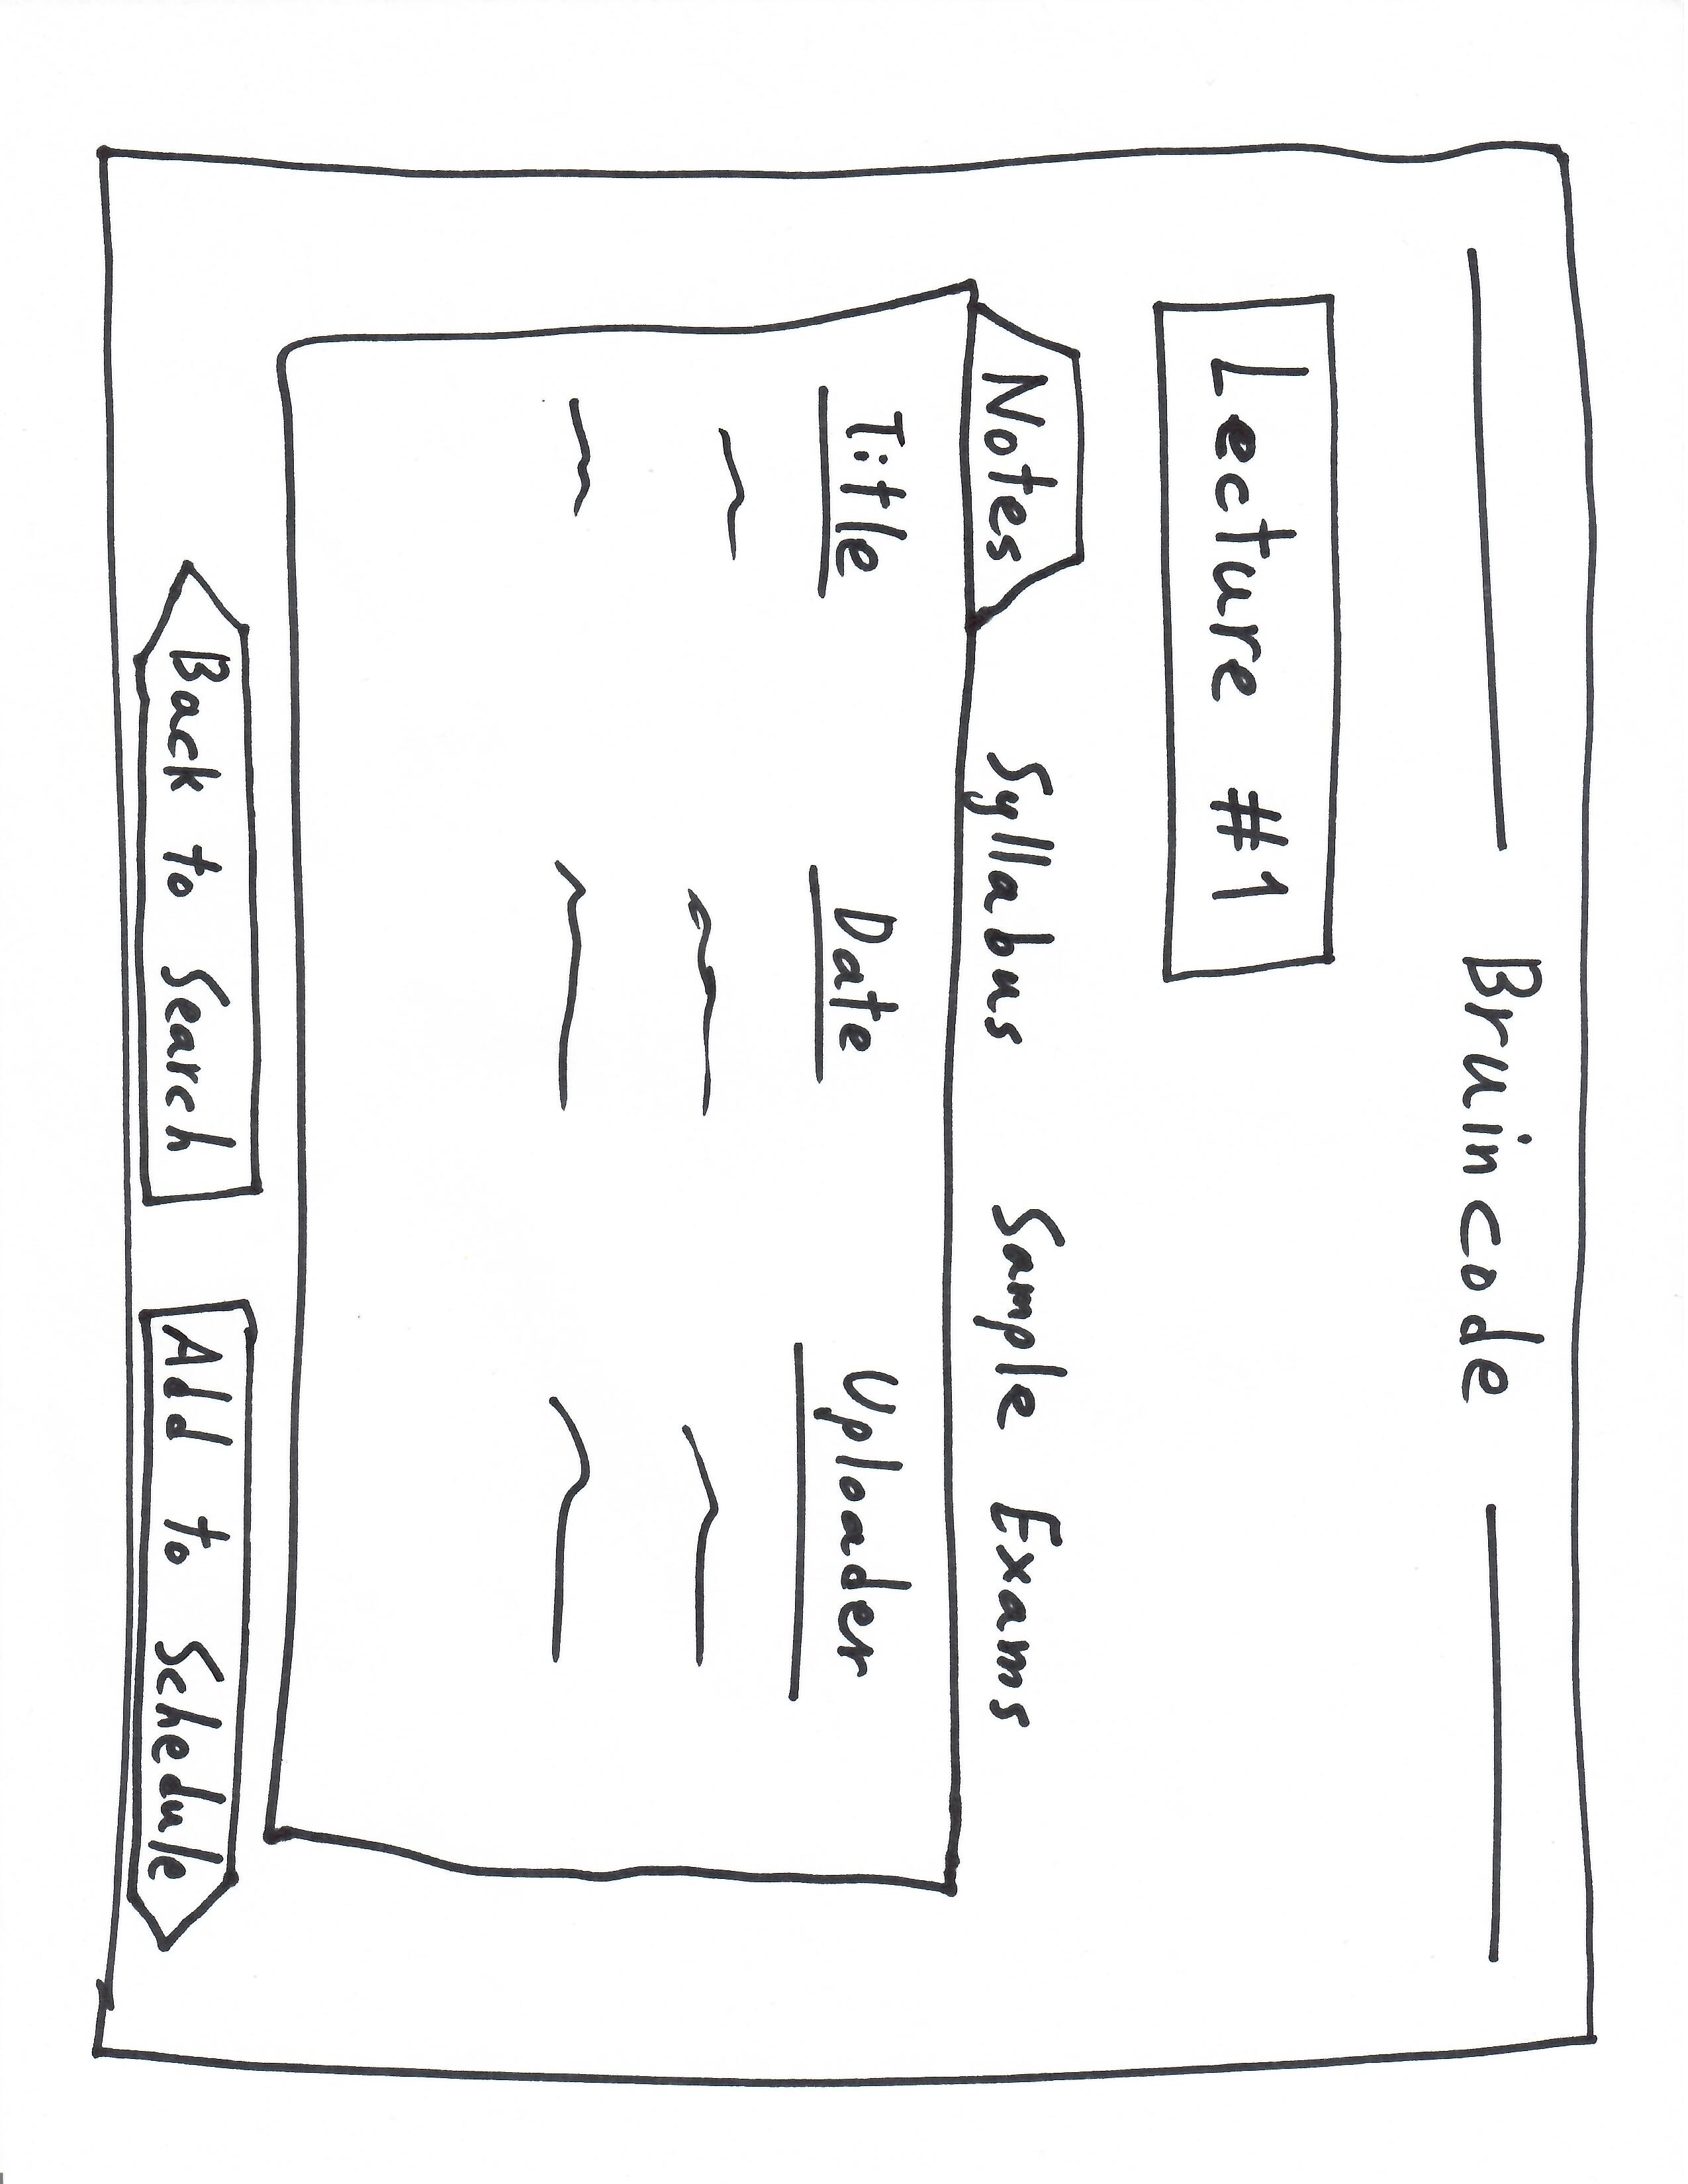 Bruincode
Lecture #1
Notes Syllabus Sample Exams
Title Date Uploader
Back to Search Add to Schedule